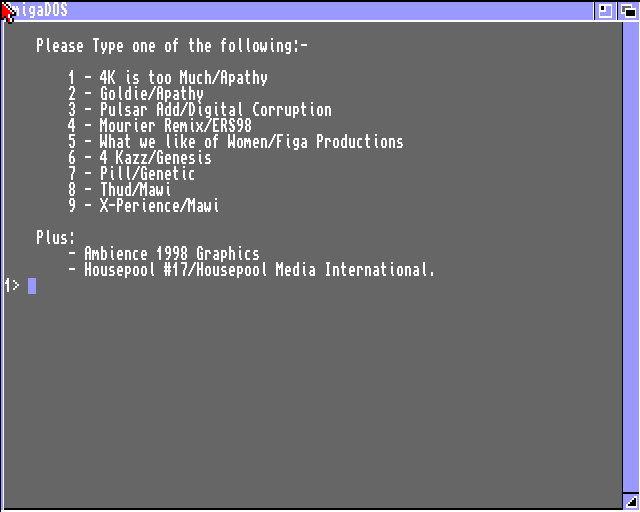 AmigaDOS
Please Type one of the following:-
1 - 4K is too Much/Apathy
2 - Goldie/Apathy
3 - Pulsar Add/Digital Corruption
4 - Mourier Remix/ERS98
5 - What we like of Women/Figa Productions
6 - 4 Kazz/Genesis
7 - Pill/Genetic
8 - Thud/Mawi
9 - X-Perience/Mawi
Plus:
- Ambience 1998 Graphics
- Housepool #17/Housepool Media International.
1>